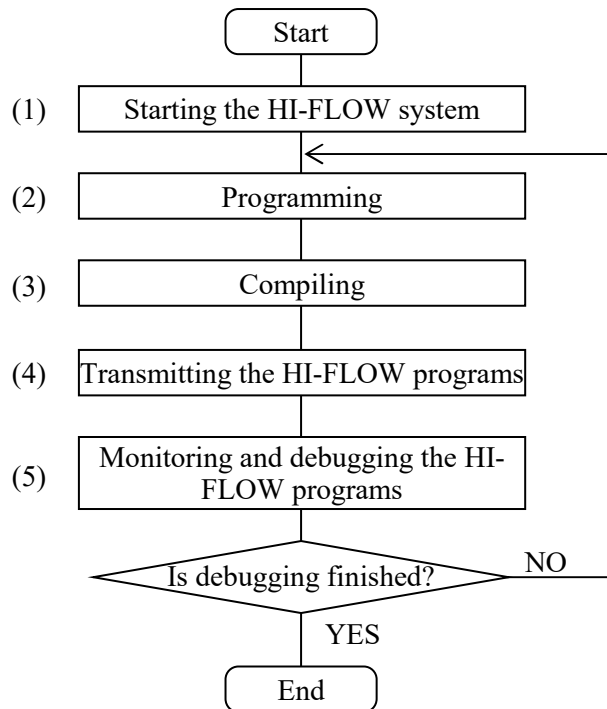 Start
(1) Starting the HI-FLOW system
(2) Programming
(3) Compiling
(4) Transmitting the HI-FLOW programs
(5) Monitoring and debugging the HI-
FLOW programs
Is debugging finished? NO
YES
End